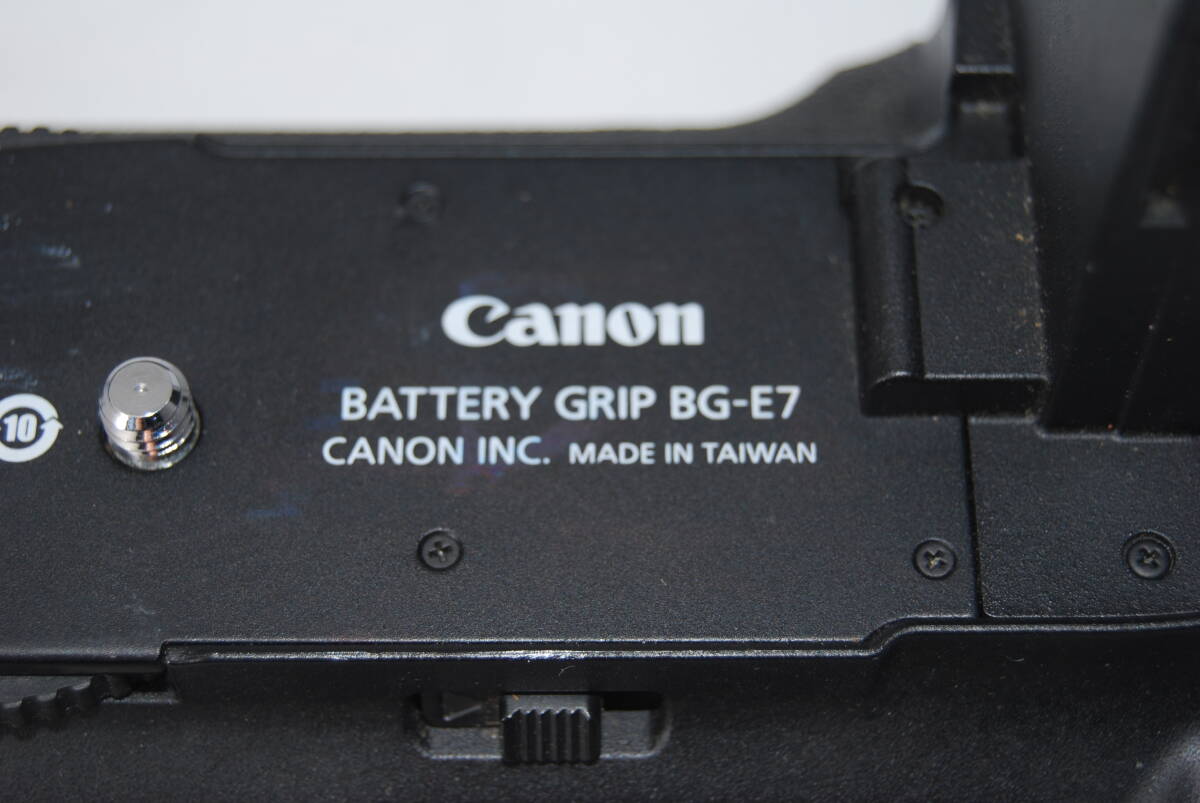 Canon
BATTERY GRIP BG-E7
CANON INC. MADE IN TAIWAN
10